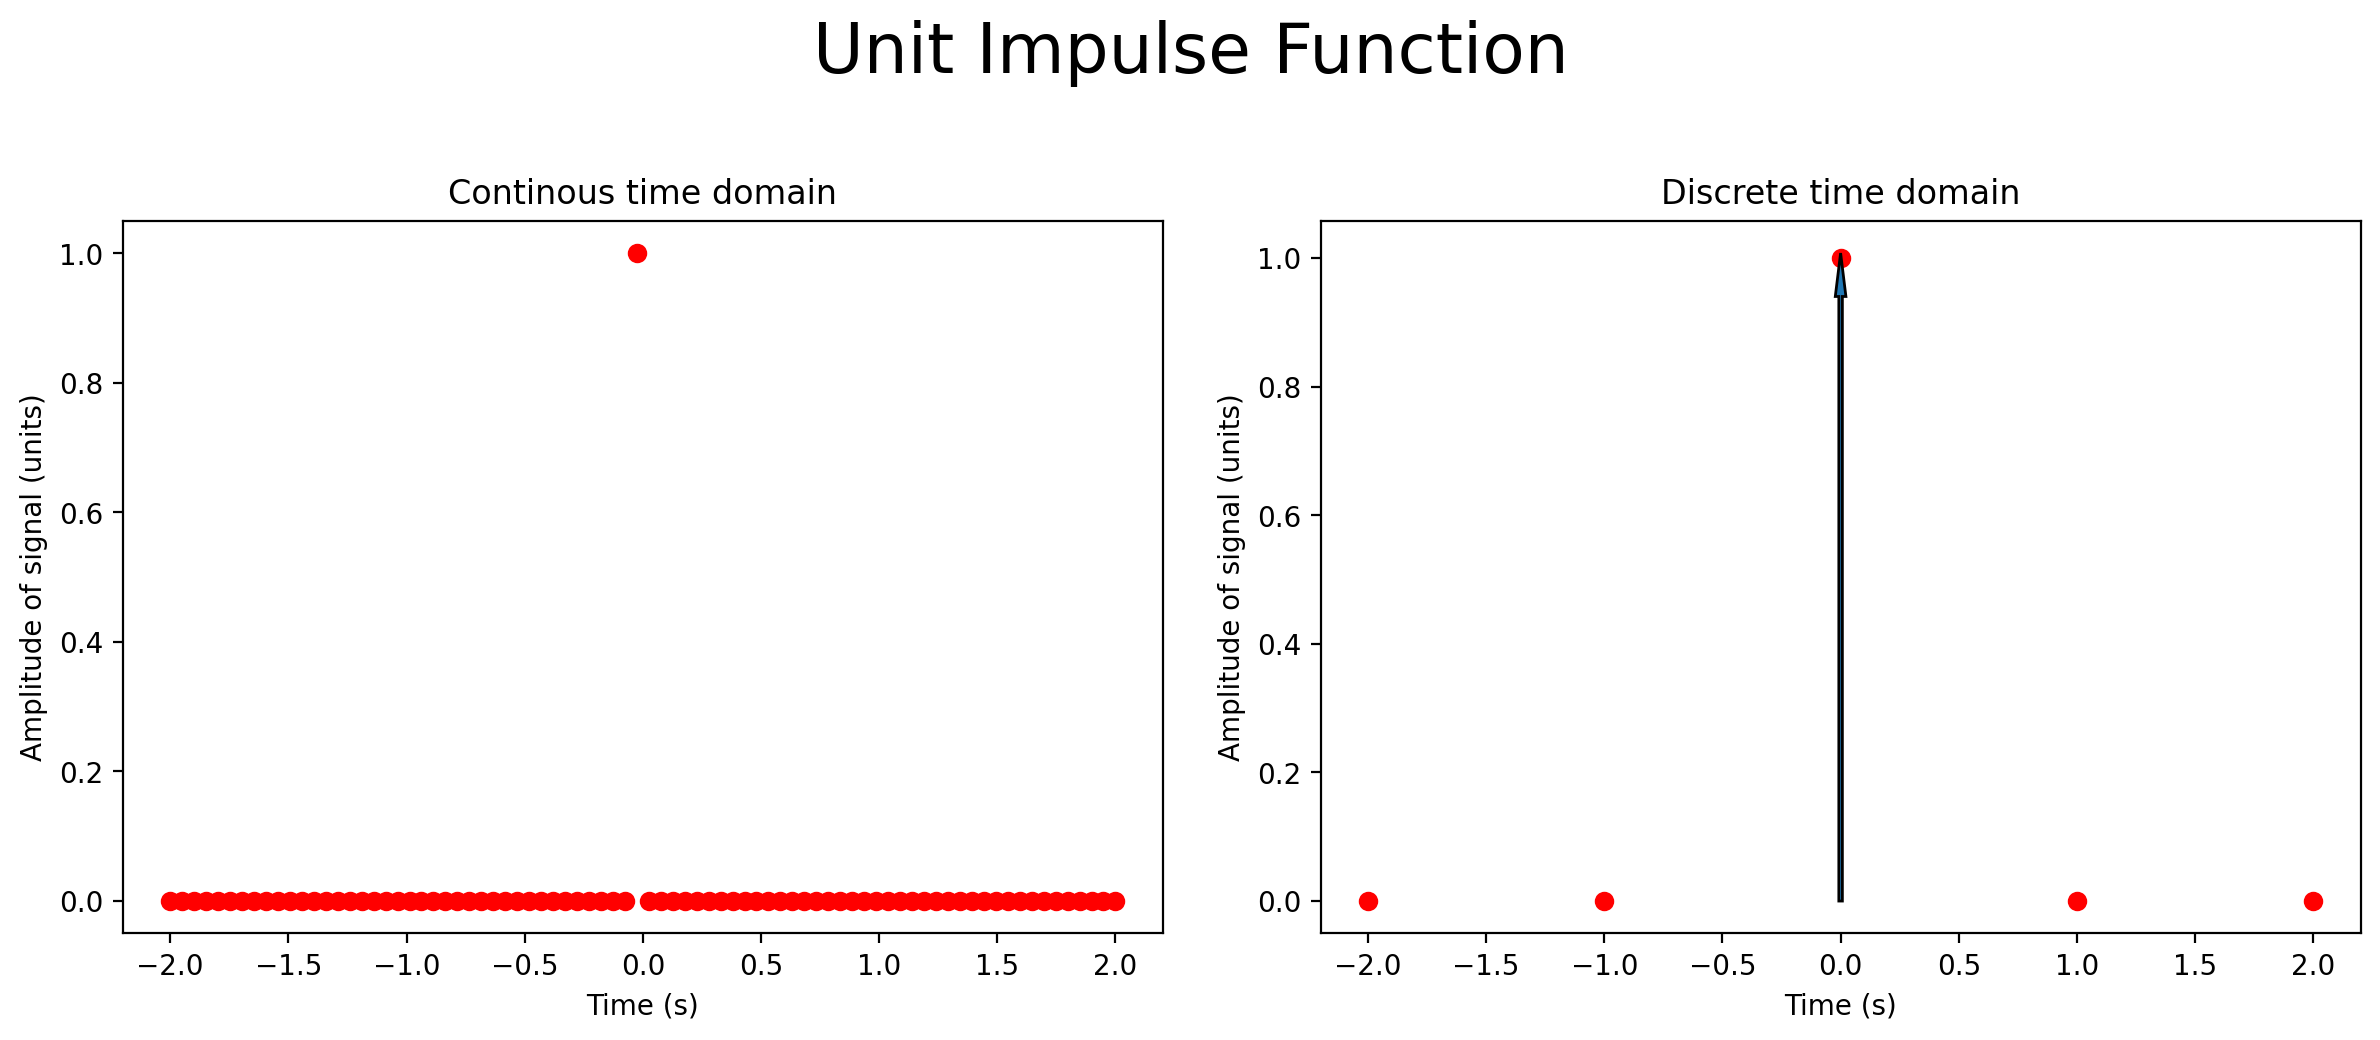 Unit Impulse Function
Continous time domain
Amplitude of signal (units)
1.0
0.8
0.6
0.4
0.2
0.0
−2.0 −1.5 −1.0 −0.5 0.0 0.5 1.0 1.5 2.0
Time (s)
Discrete time domain
Amplitude of signal (units)
1.0
0.8
0.6
0.4
0.2
0.0
−2.0 −1.5 −1.0 −0.5 0.0 0.5 1.0 1.5 2.0
Time (s)